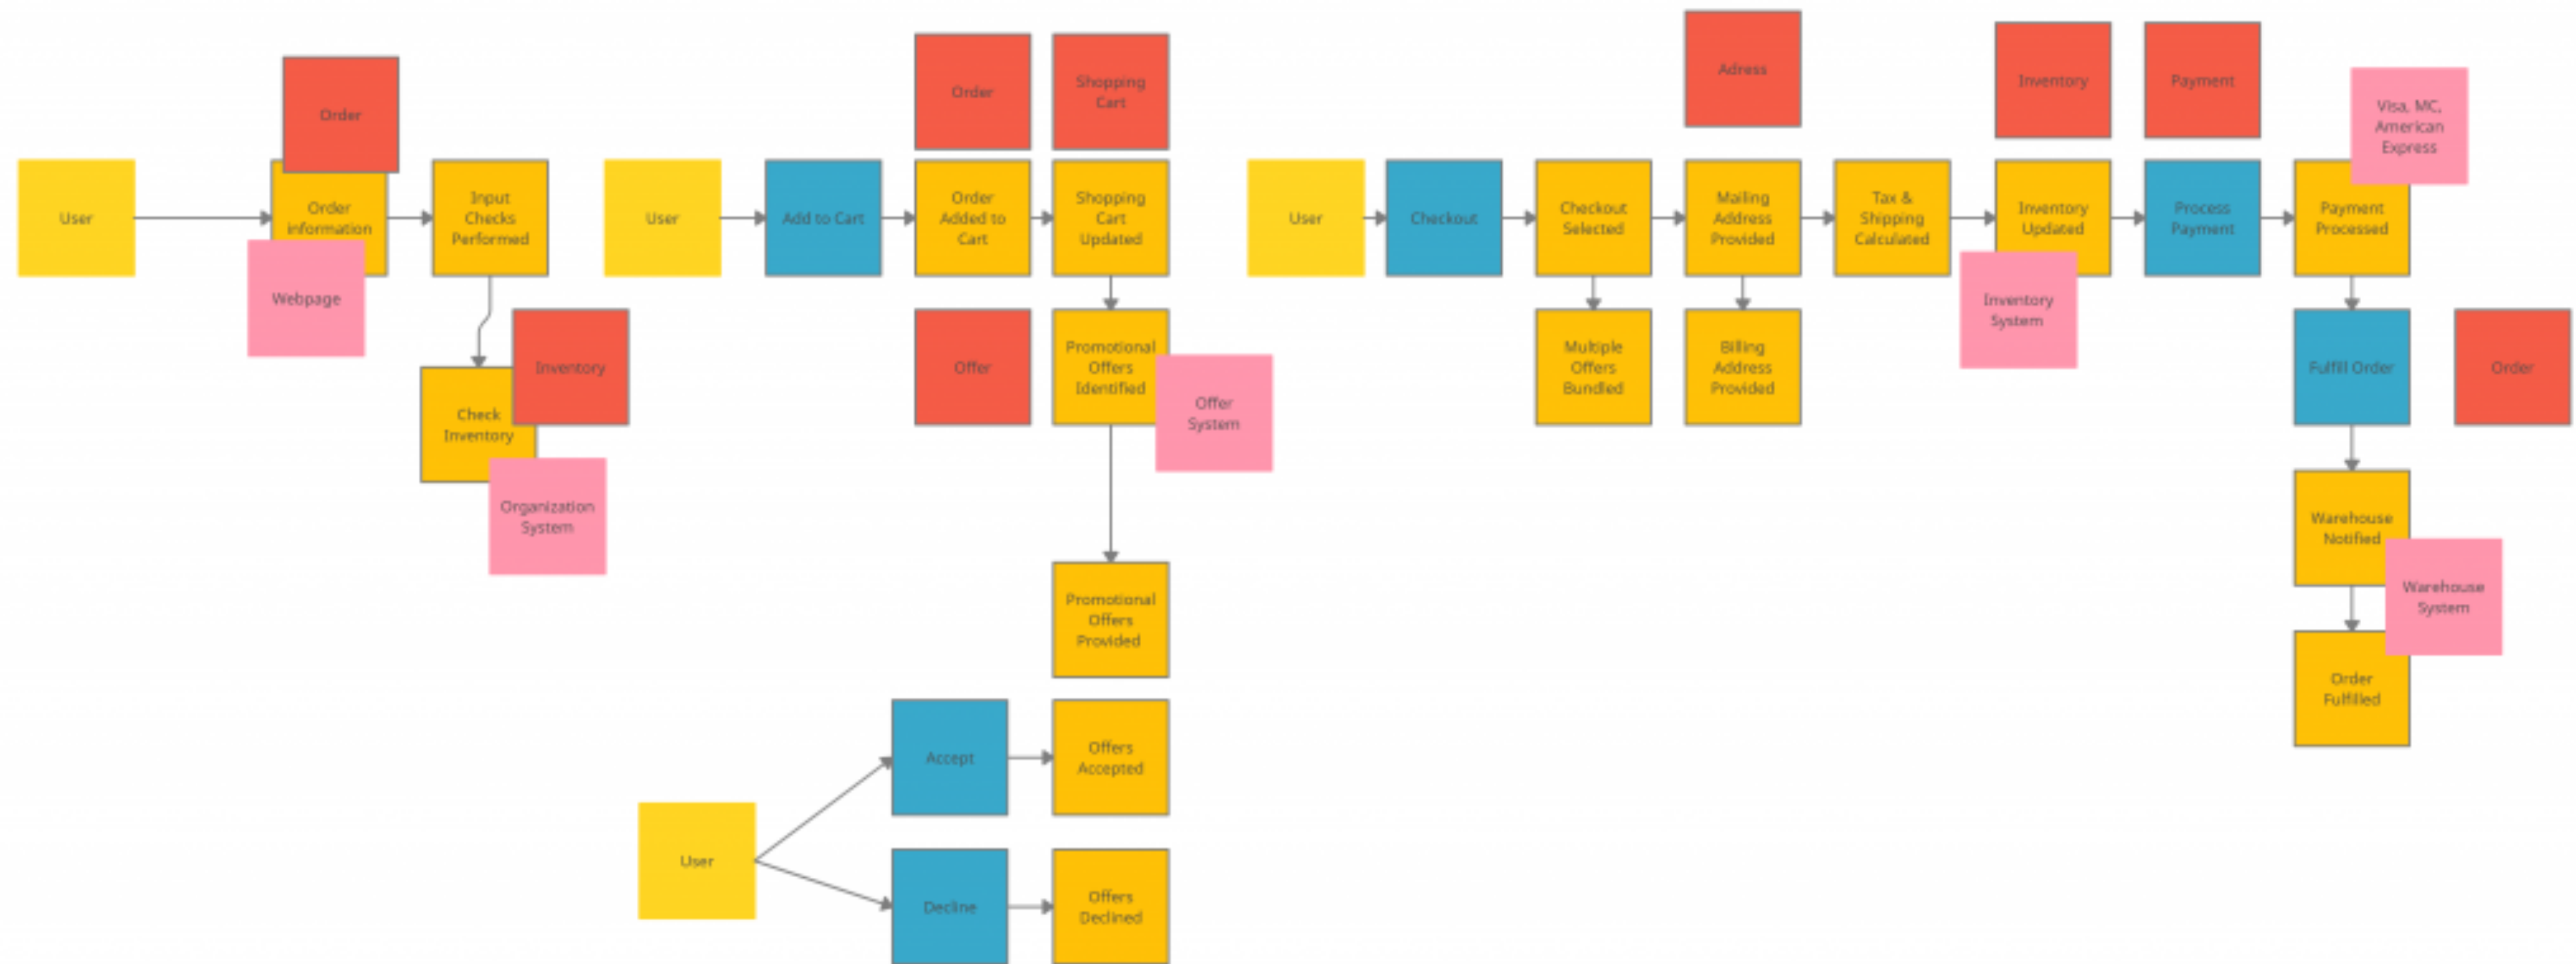 Order
User
Order
information
Webpage
Input
Checks
Performed
Inventory
Check
Inventory
Organization
System
User
Add to Cart
Order
Order
Added to
Cart
Shopping
Cart
Shopping
Cart
Updated
Offer
Promotional
Offers
Identified
Offer
System
Promotional
Offers
Provided
User
Accept
Offers
Accepted
Decline
Offers
Declined
User
Checkout
Checkout
Selected
Multiple
Offers
Bundled
Adress
Mailing
Address
Provided
Billing
Address
Provided
Tax &
Shipping
Calculated
Inventory
Inventory
Updated
Inventory
System
Payment
Process
Payment
Visa, MC,
American
Express
Payment
Processed
Fulfill Order
Order
Warehouse
Notified
Warehouse
System
Order
Fulfilled